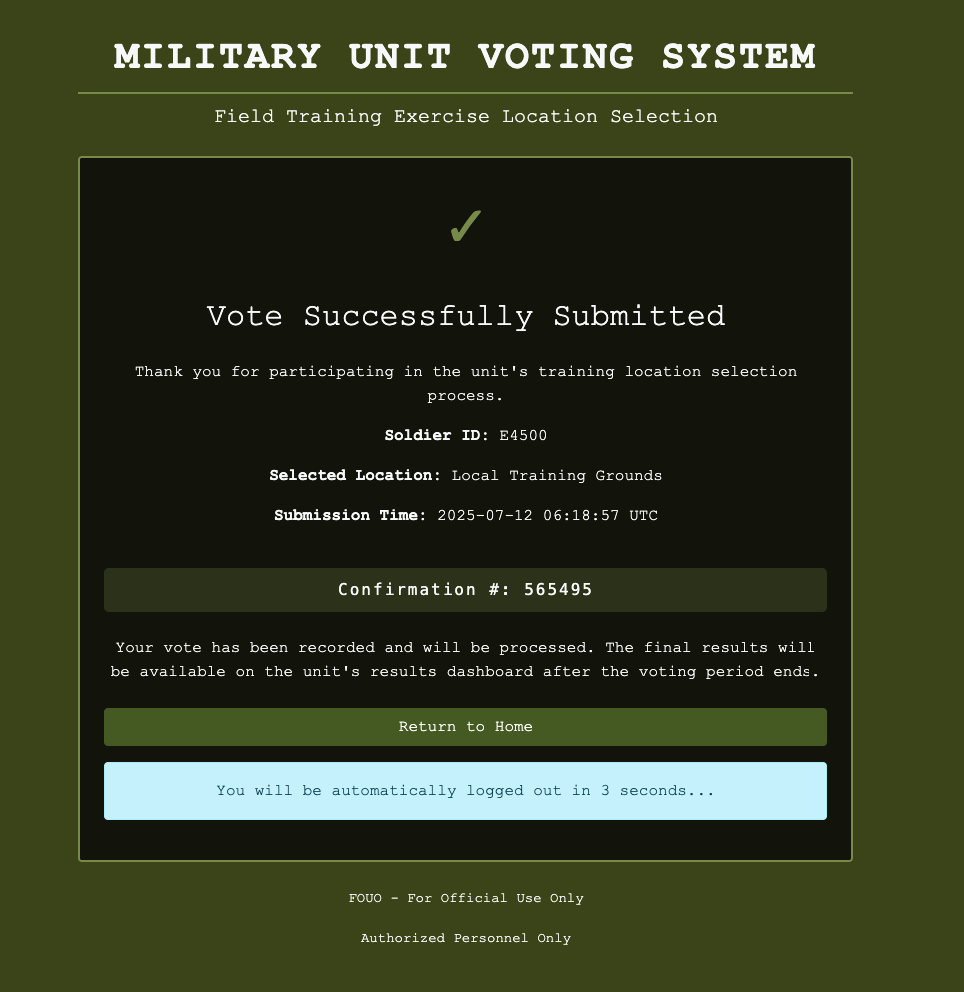 MILITARY UNIT VOTING SYSTEM
Field Training Exercise Location Selection
✓
Vote Successfully Submitted
Thank you for participating in the unit's training location selection
process.
Soldier ID: E4500
Selected Location: Local Training Grounds
Submission Time: 2025-07-12 06:18:57 UTC
Confirmation #: 565495
Your vote has been recorded and will be processed. The final results will
be available on the unit's results dashboard after the voting period ends.
Return to Home
You will be automatically logged out in 3 seconds...
FOUO - For Official Use Only
Authorized Personnel Only